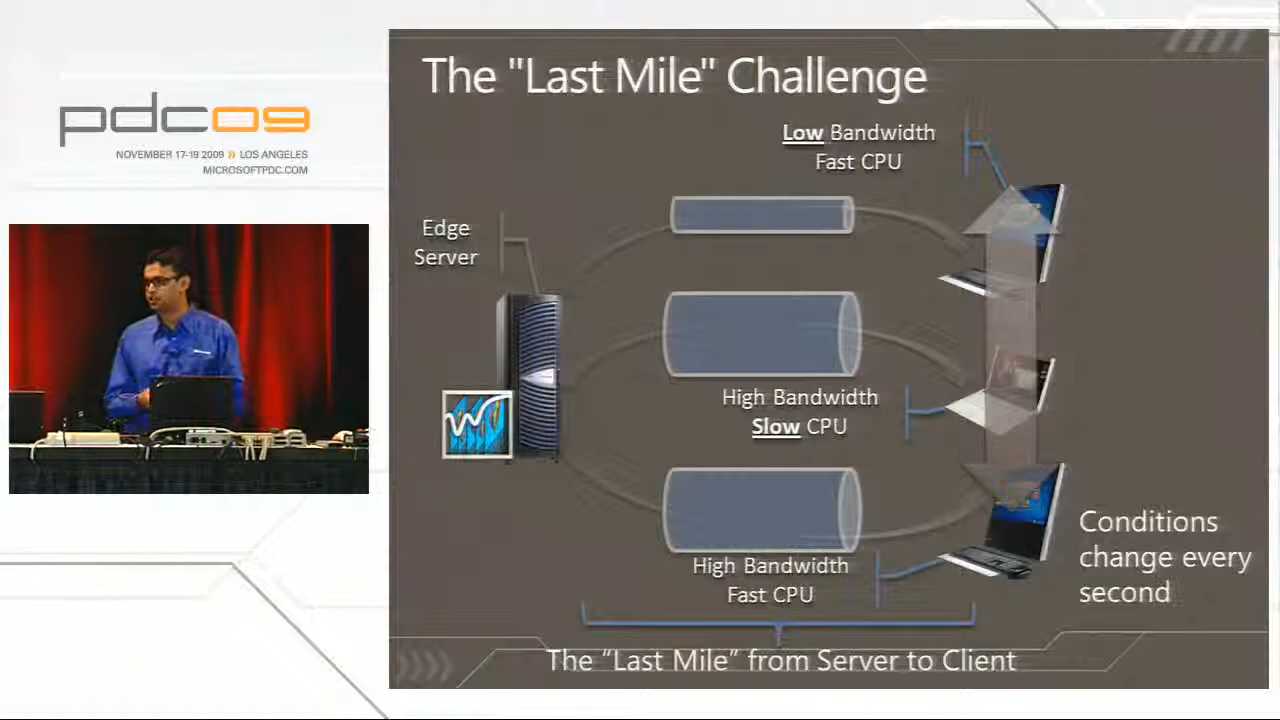 The "Last Mile" Challenge
pdc09
NOVEMBER 17-19 2009 » LOS ANGELES
MICROSOFTPDC.COM
Low Bandwidth
Fast CPU
Edge
Server
High Bandwidth
Slow CPU
High Bandwidth
Fast CPU
Conditions
change every
second
The “Last Mile” from Server to Client